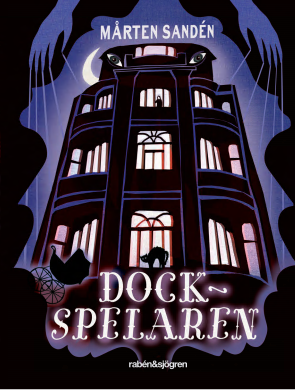 MÅRTEN SANDÉN
DOCK~
SPELAREN
rabén&sjögren